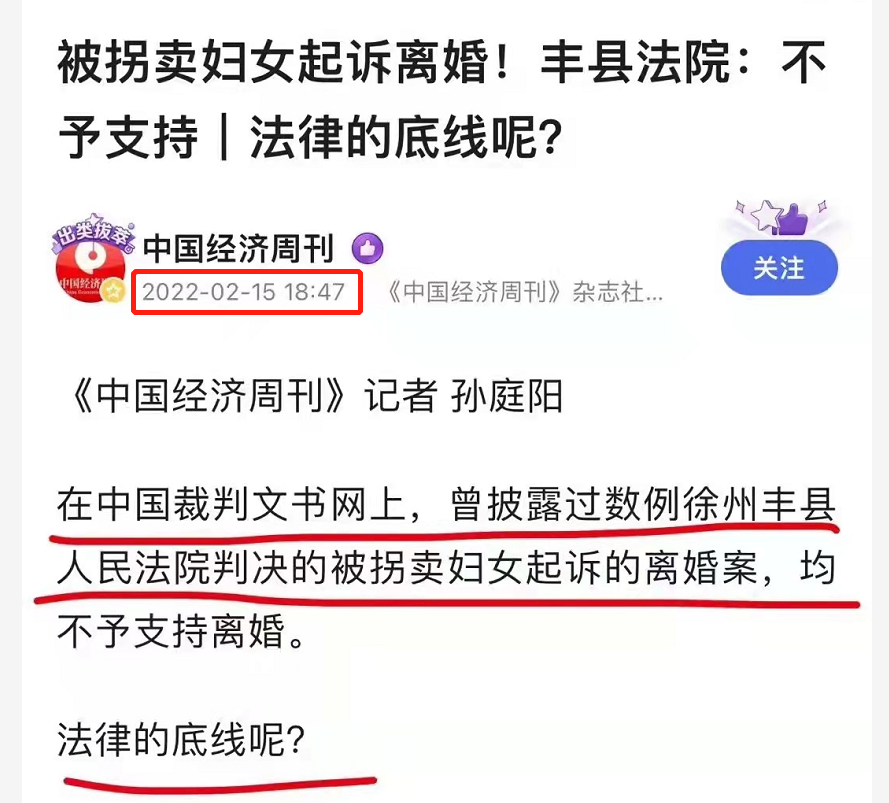 被拐卖妇女起诉离婚！丰县法院：不
予支持｜法律的底线呢？
出类拔萃
中国经济周刊
中国经济
2022-02-15 18:47 《中国经济周刊》杂志社...
关注
《中国经济周刊》记者 孙庭阳
在中国裁判文书网上，曾披露过数例徐州丰县
人民法院判决的被拐卖妇女起诉的离婚案，均
不予支持离婚。
法律的底线呢？